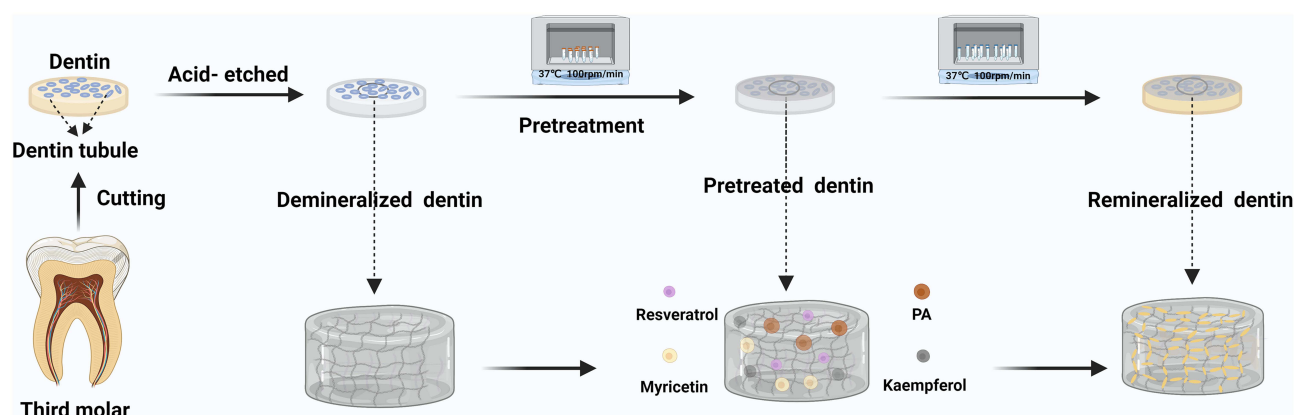 Dentin
Acid- etched
37℃ 100rpm/min
37℃ 100rpm/min
Pretreatment
Dentin tubule
Cutting
Demineralized dentin
Pretreated dentin
Remineralized dentin
Resveratrol
PA
Myricetin
Kaempferol
Third molar